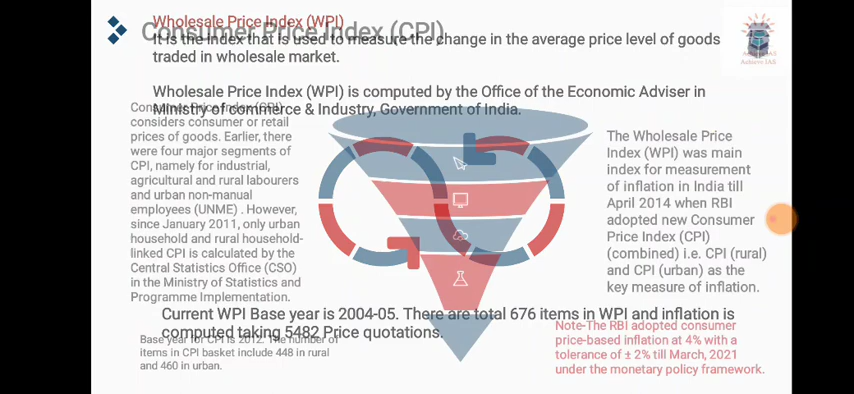 Wholesale Price Index (WPI)
Consumer Price Index (CPI)
It is the index that is used to measure the change in the average price level of goods
traded in wholesale market.
Wholesale Price Index (WPI) is computed by the Office of the Economic Adviser in
Ministry of Commerce & Industry, Government of India.
Consumer Price Index (CPI)
considers consumer or retail
prices of goods. Earlier, there
were four major segments of
CPI, namely for industrial,
agricultural and rural labourers
and urban non-manual
employees (UNME) . However,
since January 2011, only urban
household and rural household-
linked CPI is calculated by the
Central Statistics Office (CSO)
in the Ministry of Statistics and
Programme Implementation.
The Wholesale Price
Index (WPI) was main
index for measurement
of inflation in India till
April 2014 when RBI
adopted new Consumer
Price Index (CPI)
(combined) i.e. CPI (rural)
and CPI (urban) as the
key measure of inflation.
Current WPI Base year is 2004-05. There are total 676 items in WPI and inflation is
computed taking 5482 Price quotations.
Base year for CPI is 2012. The number of
items in CPI basket include 448 in rural
and 460 in urban.
Note-The RBI adopted consumer
price-based inflation at 4% with a
tolerance of ± 2% till March, 2021
under the monetary policy framework.
Achieve IAS